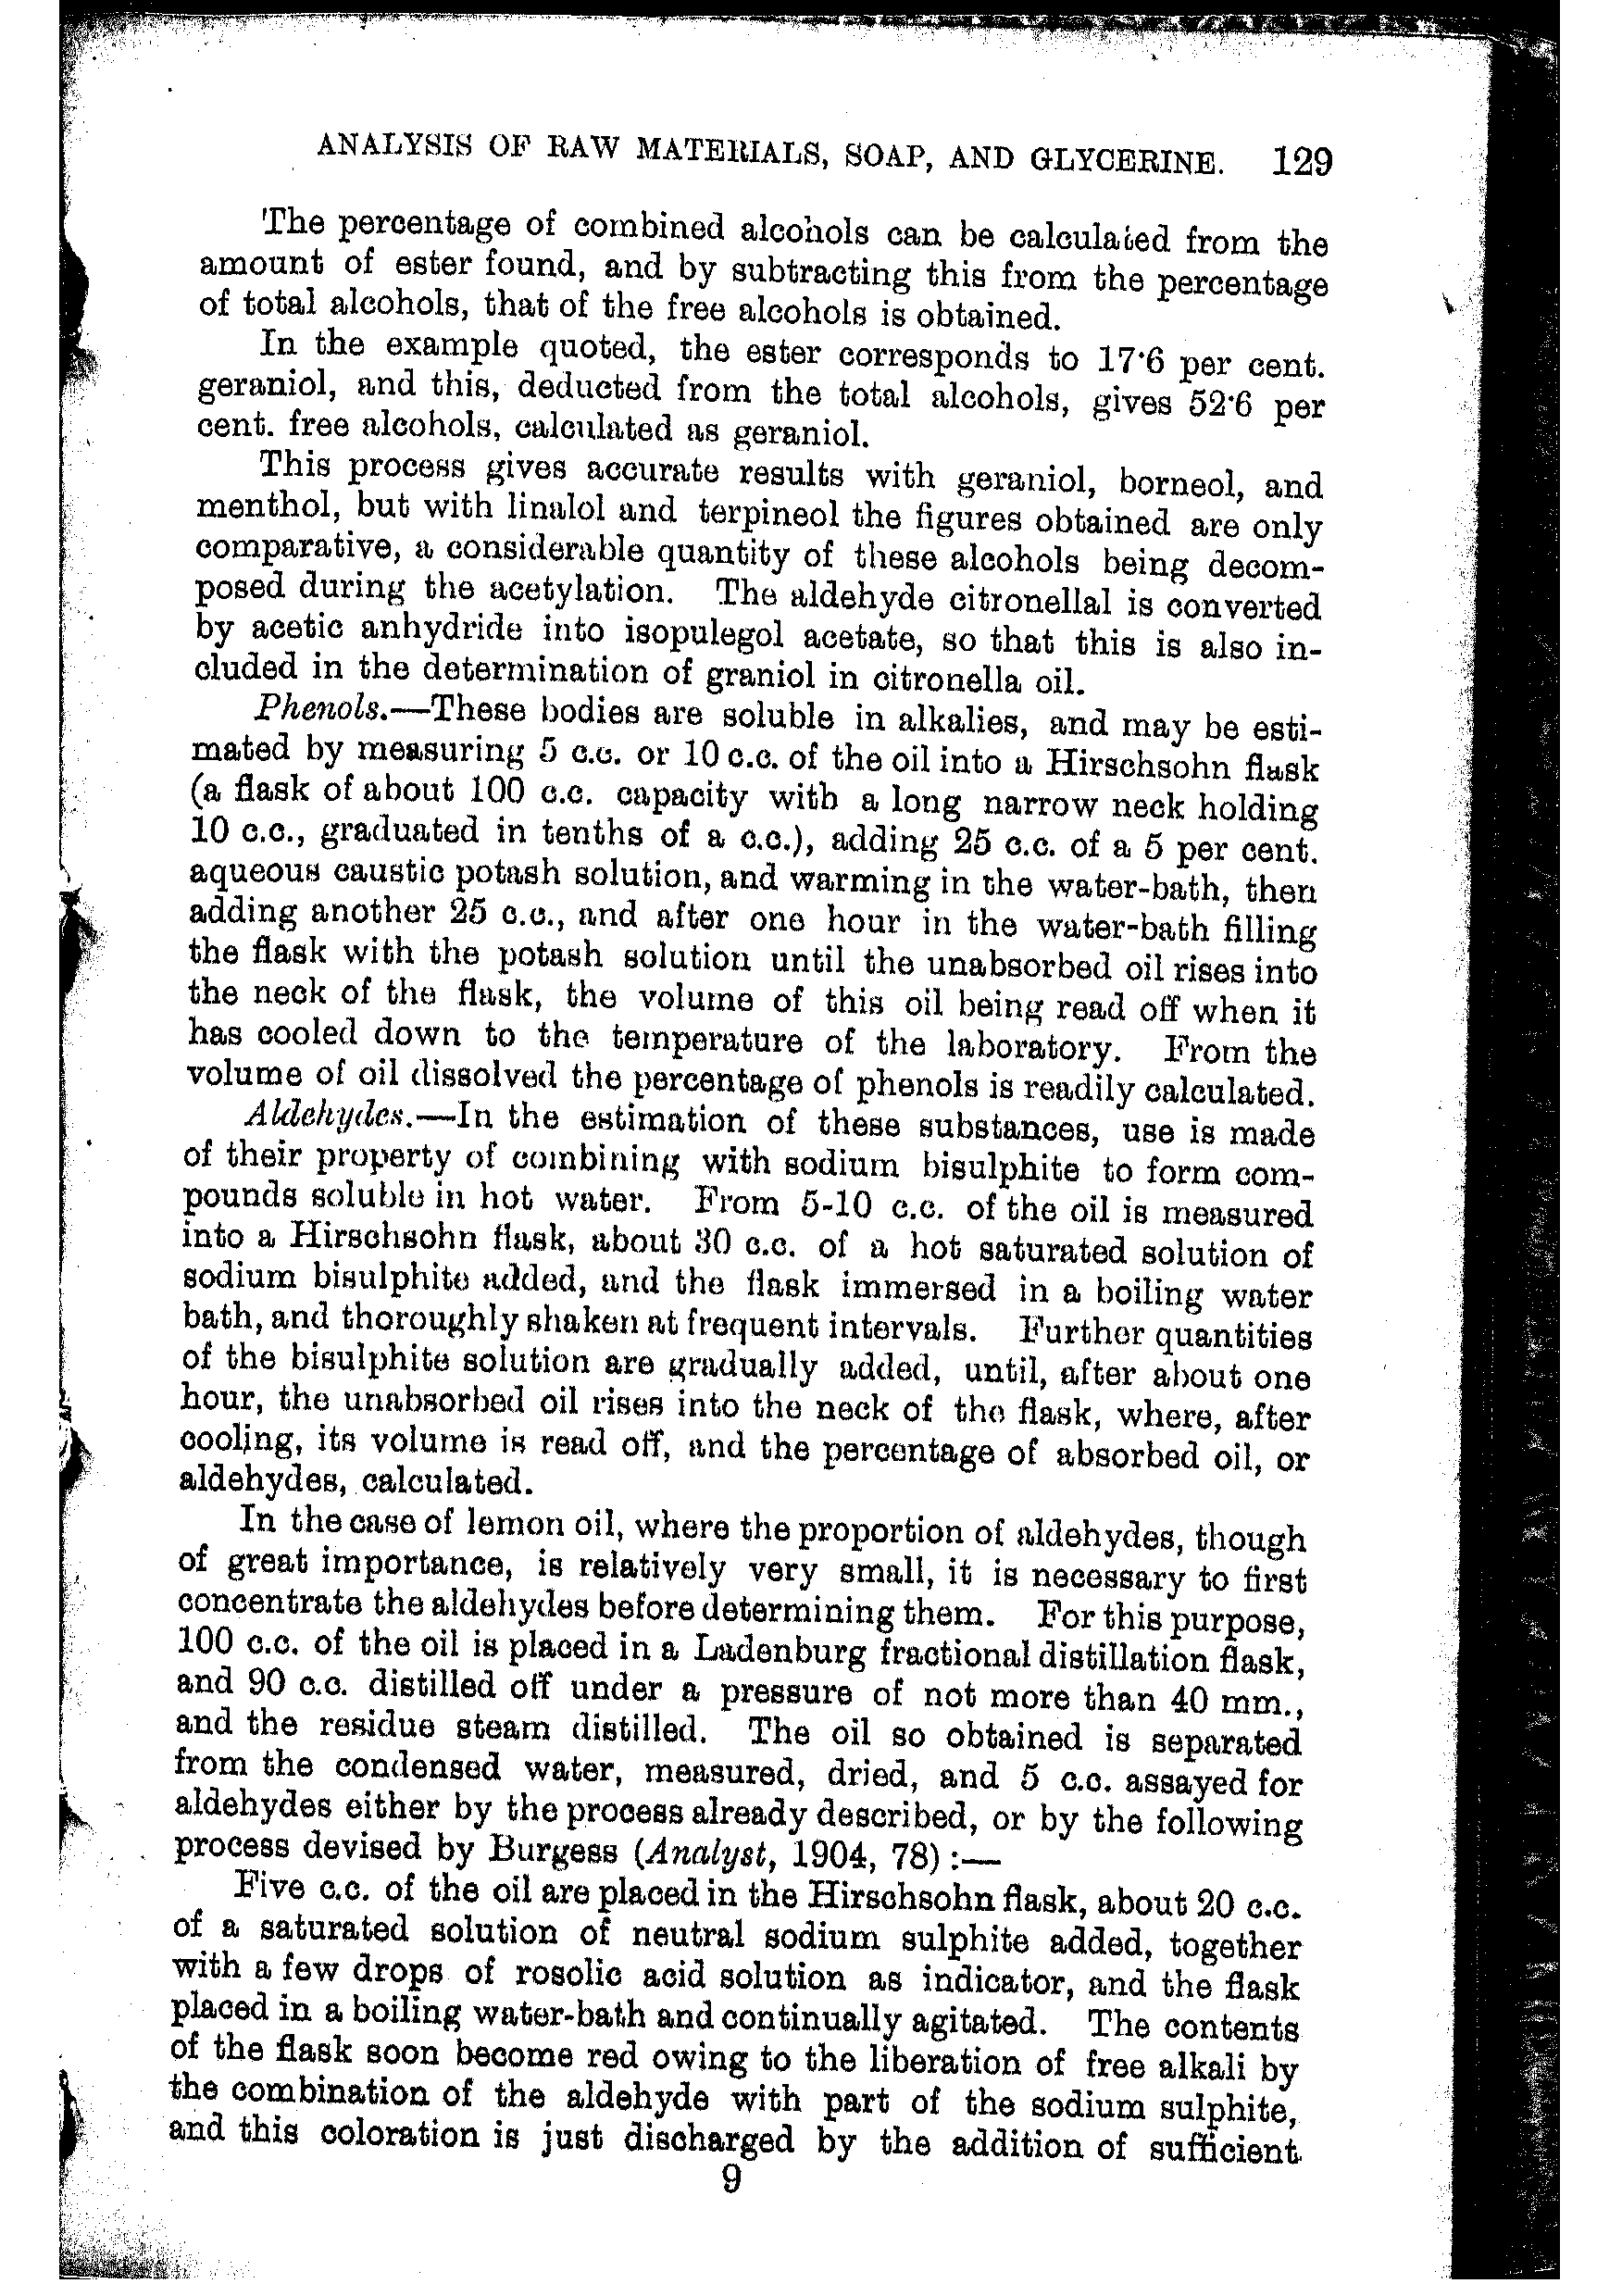 ANALYSIS OF RAW MATERIALS, SOAP, AND GLYCERINE. 129
The percentage of combined alcohols can be calculated from the
amount of ester found, and by subtracting this from the percentage
of total alcohols, that of the free alcohols is obtained.
In the example quoted, the ester corresponds to 17·6 per cent.
geraniol, and this, deducted from the total alcohols, gives 52·6 per
cent. free alcohols, calculated as geraniol.
This process gives accurate results with geraniol, borneol, and
menthol, but with linalol and terpineol the figures obtained are only
comparative, a considerable quantity of these alcohols being decom-
posed during the acetylation. The aldehyde citronellal is converted
by acetic anhydride into isopulegol acetate, so that this is also in-
cluded in the determination of graniol in citronella oil.
Phenols.—These bodies are soluble in alkalies, and may be esti-
mated by measuring 5 c.c. or 10 c.c. of the oil into a Hirschsohn flask
(a flask of about 100 c.c. capacity with a long narrow neck holding
10 c.c., graduated in tenths of a c.c.), adding 25 c.c. of a 5 per cent.
aqueous caustic potash solution, and warming in the water-bath, then
adding another 25 c.c., and after one hour in the water-bath filling
the flask with the potash solution until the unabsorbed oil rises into
the neck of the flask, the volume of this oil being read off when it
has cooled down to the temperature of the laboratory. From the
volume of oil dissolved the percentage of phenols is readily calculated.
Aldehydes.—In the estimation of these substances, use is made
of their property of combining with sodium bisulphite to form com-
pounds soluble in hot water. From 5-10 c.c. of the oil is measured
into a Hirschsohn flask, about 30 c.c. of a hot saturated solution of
sodium bisulphite added, and the flask immersed in a boiling water
bath, and thoroughly shaken at frequent intervals. Further quantities
of the bisulphite solution are gradually added, until, after about one
hour, the unabsorbed oil rises into the neck of the flask, where, after
cooling, its volume is read off, and the percentage of absorbed oil, or
aldehydes, calculated.
In the case of lemon oil, where the proportion of aldehydes, though
of great importance, is relatively very small, it is necessary to first
concentrate the aldehydes before determining them. For this purpose,
100 c.c. of the oil is placed in a Ladenburg fractional distillation flask,
and 90 c.c. distilled off under a pressure of not more than 40 mm.,
and the residue steam distilled. The oil so obtained is separated
from the condensed water, measured, dried, and 5 c.c. assayed for
aldehydes either by the process already described, or by the following
process devised by Burgess (Analyst, 1904, 78) :—
Five c.c. of the oil are placed in the Hirschsohn flask, about 20 c.c.
of a saturated solution of neutral sodium sulphite added, together
with a few drops of rosolic acid solution as indicator, and the flask
placed in a boiling water-bath and continually agitated. The contents
of the flask soon become red owing to the liberation of free alkali by
the combination of the aldehyde with part of the sodium sulphite,
and this coloration is just discharged by the addition of sufficient
9